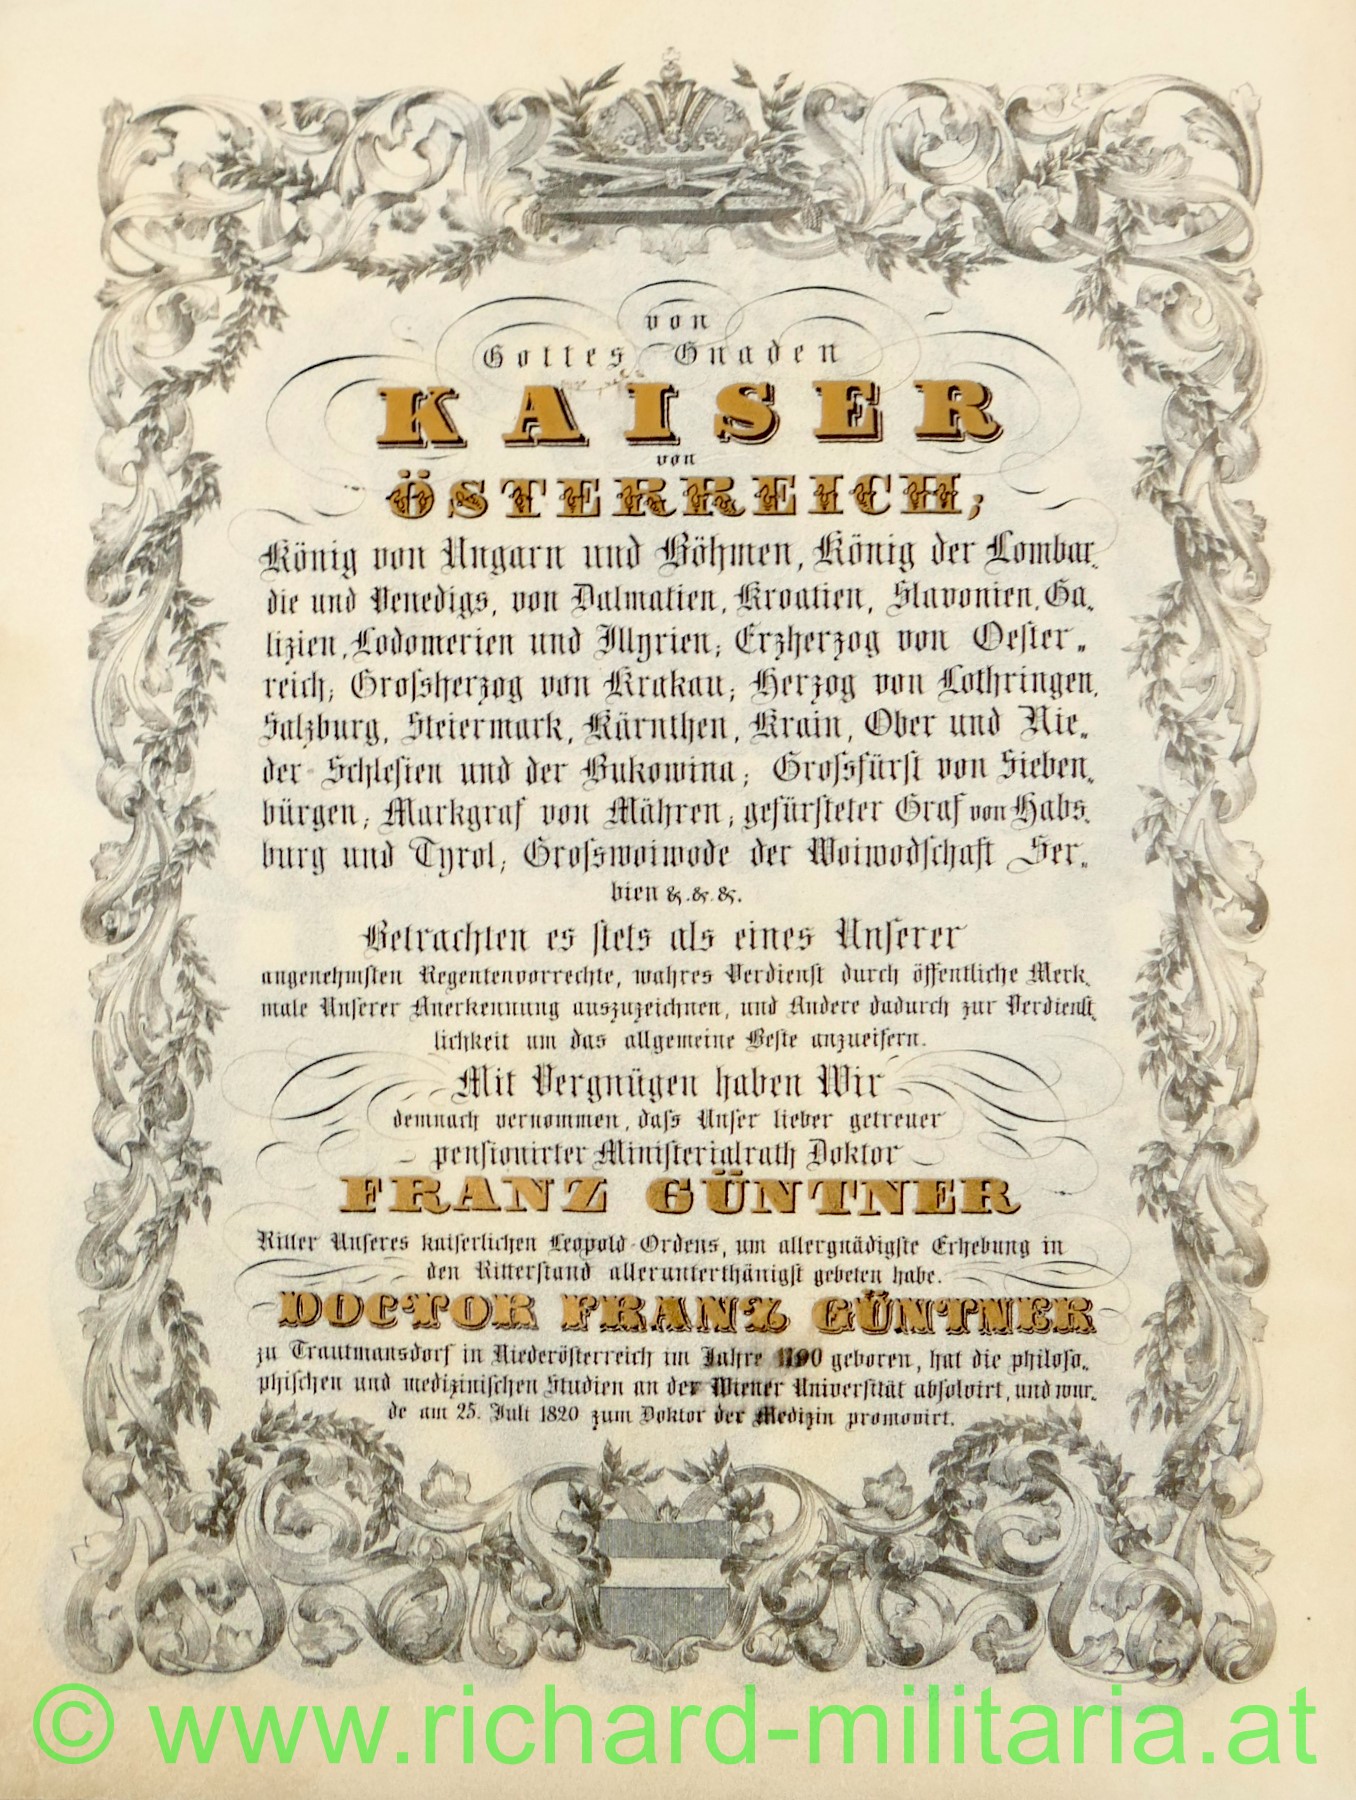 von
Gottes Gnaden
KAISER
von
ÖSTERREICH;
König von Ungarn und Böhmen, König der Lombar„
die und Venedigs, von Dalmatien, Kroatien, Slavonien, Ga„
lizien, Lodomerien und Illyrien; Erzherzog von Oester„
reich; Großherzog von Krakau; Herzog von Lothringen,
Salzburg, Steiermark, Kärnthen, Krain, Ober und Nie„
der-Schlesien und der Bukowina; Großfürst von Sieben„
bürgen; Markgraf von Mähren; gefürsteter Graf von Habs„
burg und Tyrol; Großwoiwode der Woiwodschaft Ser„
bien &.&.&.
Betrachten es stets als eines Unserer
angenehmsten Regentenvorrechte, wahres Verdienst durch öffentliche Merk„
male Unserer Anerkennung auszuzeichnen, und Andere dadurch zur Verdienst„
lichkeit um das allgemeine Beste anzueifern.
Mit Vergnügen haben Wir
demnach vernommen, daß Unser lieber getreuer
pensionirter Ministerialrath Doktor
FRANZ GÜNTNER
Ritter Unseres kaiserlichen Leopold-Ordens, um allergnädigste Erhebung in
den Ritterstand allerunterthänigst gebeten habe.
DOCTOR FRANZ GÜNTNER
zu Trautmansdorf in Niederösterreich im Jahre 1790 geboren, hat die philoso„
phischen und medizinischen Studien an der Wiener Universität absolvirt, und wur„
de am 25. Juli 1820 zum Doktor der Medizin promovirt.
© www.richard-militaria.at